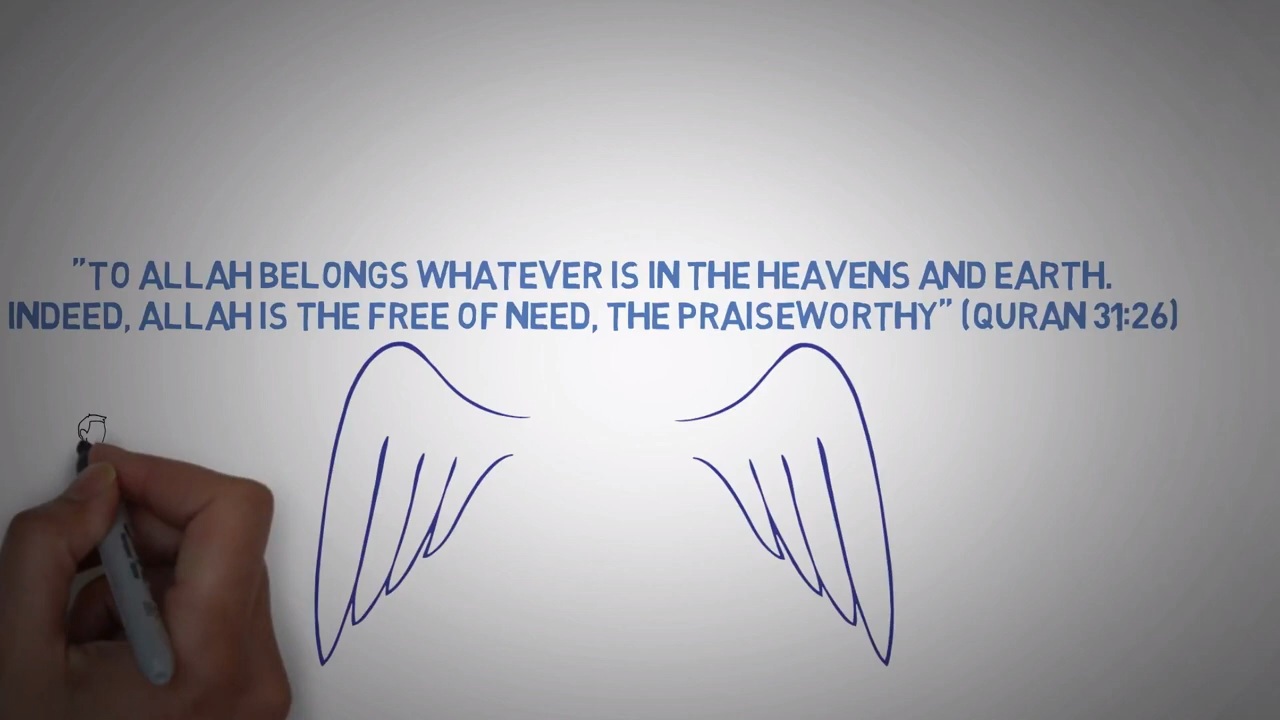 "TO ALLAH BELONGS WHATEVER IS IN THE HEAVENS AND EARTH.
INDEED, ALLAH IS THE FREE OF NEED, THE PRAISEWORTHY" (QURAN 31:26)